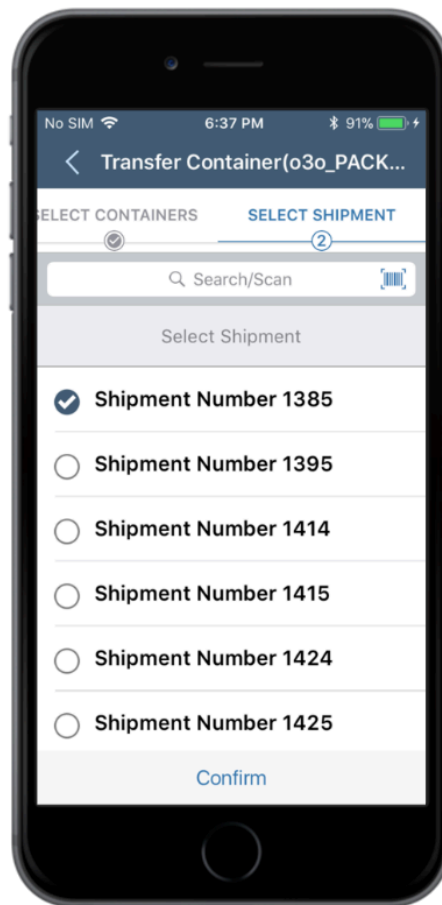 No SIM 6:37 PM 91%
Transfer Container(o3o_PACK...
SELECT CONTAINERS SELECT SHIPMENT
2
Search/Scan
Select Shipment
Shipment Number 1385
Shipment Number 1395
Shipment Number 1414
Shipment Number 1415
Shipment Number 1424
Shipment Number 1425
Confirm